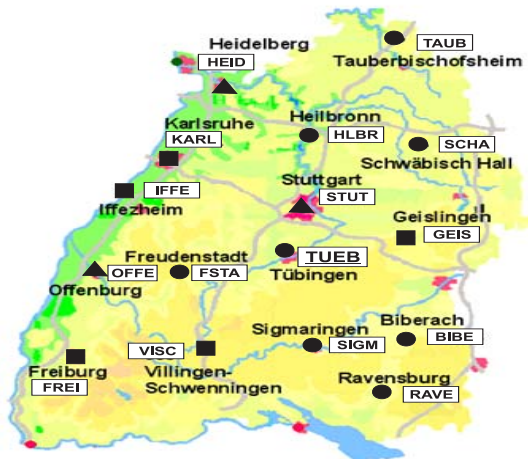 Heidelberg
HEID
TAUB
Tauberbischofsheim
Karlsruhe
KARL
Heilbronn
HLBR
SCHA
Schwäbisch Hall
IFFE
Iffezheim
Stuttgart
STUT
Geislingen
GEIS
Freudenstadt
OFFE
FSTA
Offenburg
TUEB
Tübingen
VISC
Villingen-
Schwenningen
Sigmaringen
SIGM
Biberach
BIBE
Freiburg
FREI
Ravensburg
RAVE